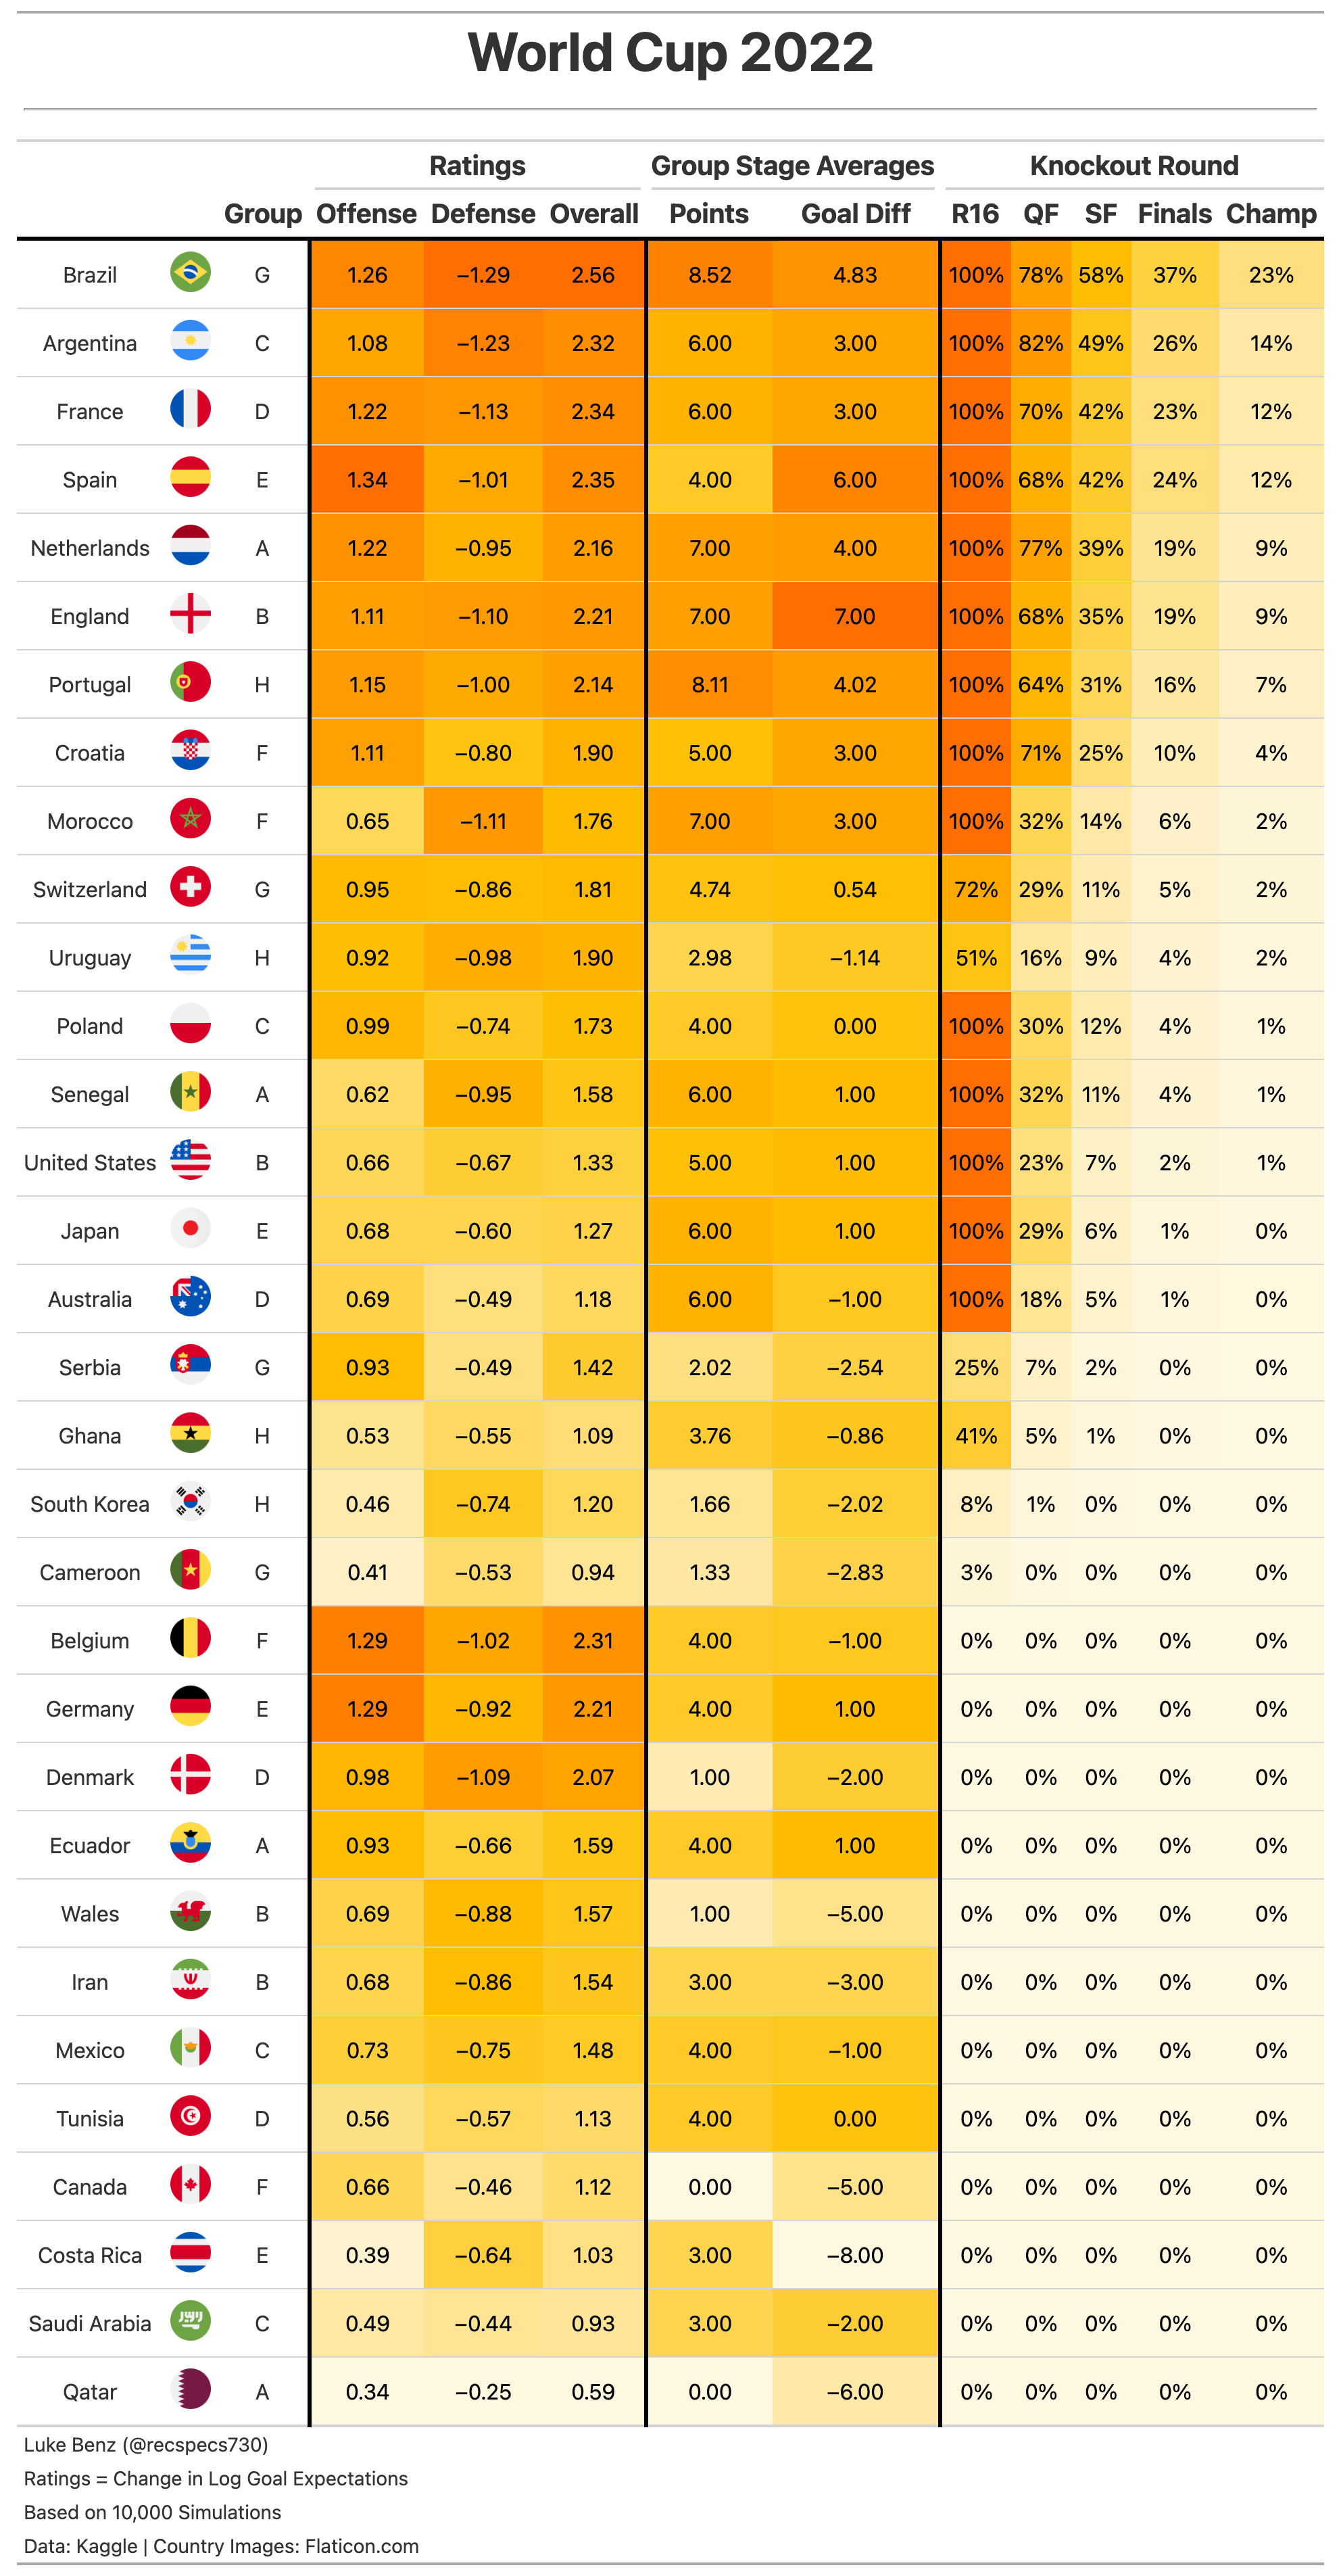 World Cup 2022
Ratings Group Stage Averages Knockout Round
Group Offense Defense Overall Points Goal Diff R16 QF SF Finals Champ
Brazil G 1.26 −1.29 2.56 8.52 4.83 100% 78% 58% 37% 23%
Argentina C 1.08 −1.23 2.32 6.00 3.00 100% 82% 49% 26% 14%
France D 1.22 −1.13 2.34 6.00 3.00 100% 70% 42% 23% 12%
Spain E 1.34 −1.01 2.35 4.00 6.00 100% 68% 42% 24% 12%
Netherlands A 1.22 −0.95 2.16 7.00 4.00 100% 77% 39% 19% 9%
England B 1.11 −1.10 2.21 7.00 7.00 100% 68% 35% 19% 9%
Portugal H 1.15 −1.00 2.14 8.11 4.02 100% 64% 31% 16% 7%
Croatia F 1.11 −0.80 1.90 5.00 3.00 100% 71% 25% 10% 4%
Morocco F 0.65 −1.11 1.76 7.00 3.00 100% 32% 14% 6% 2%
Switzerland G 0.95 −0.86 1.81 4.74 0.54 72% 29% 11% 5% 2%
Uruguay H 0.92 −0.98 1.90 2.98 −1.14 51% 16% 9% 4% 2%
Poland C 0.99 −0.74 1.73 4.00 0.00 100% 30% 12% 4% 1%
Senegal A 0.62 −0.95 1.58 6.00 1.00 100% 32% 11% 4% 1%
United States B 0.66 −0.67 1.33 5.00 1.00 100% 23% 7% 2% 1%
Japan E 0.68 −0.60 1.27 6.00 1.00 100% 29% 6% 1% 0%
Australia D 0.69 −0.49 1.18 6.00 −1.00 100% 18% 5% 1% 0%
Serbia G 0.93 −0.49 1.42 2.02 −2.54 25% 7% 2% 0% 0%
Ghana H 0.53 −0.55 1.09 3.76 −0.86 41% 5% 1% 0% 0%
South Korea H 0.46 −0.74 1.20 1.66 −2.02 8% 1% 0% 0% 0%
Cameroon G 0.41 −0.53 0.94 1.33 −2.83 3% 0% 0% 0% 0%
Belgium F 1.29 −1.02 2.31 4.00 −1.00 0% 0% 0% 0% 0%
Germany E 1.29 −0.92 2.21 4.00 1.00 0% 0% 0% 0% 0%
Denmark D 0.98 −1.09 2.07 1.00 −2.00 0% 0% 0% 0% 0%
Ecuador A 0.93 −0.66 1.59 4.00 1.00 0% 0% 0% 0% 0%
Wales B 0.69 −0.88 1.57 1.00 −5.00 0% 0% 0% 0% 0%
Iran B 0.68 −0.86 1.54 3.00 −3.00 0% 0% 0% 0% 0%
Mexico C 0.73 −0.75 1.48 4.00 −1.00 0% 0% 0% 0% 0%
Tunisia D 0.56 −0.57 1.13 4.00 0.00 0% 0% 0% 0% 0%
Canada F 0.66 −0.46 1.12 0.00 −5.00 0% 0% 0% 0% 0%
Costa Rica E 0.39 −0.64 1.03 3.00 −8.00 0% 0% 0% 0% 0%
Saudi Arabia C 0.49 −0.44 0.93 3.00 −2.00 0% 0% 0% 0% 0%
Qatar A 0.34 −0.25 0.59 0.00 −6.00 0% 0% 0% 0% 0%
Luke Benz (@recspecs730)
Ratings = Change in Log Goal Expectations
Based on 10,000 Simulations
Data: Kaggle | Country Images: Flaticon.com